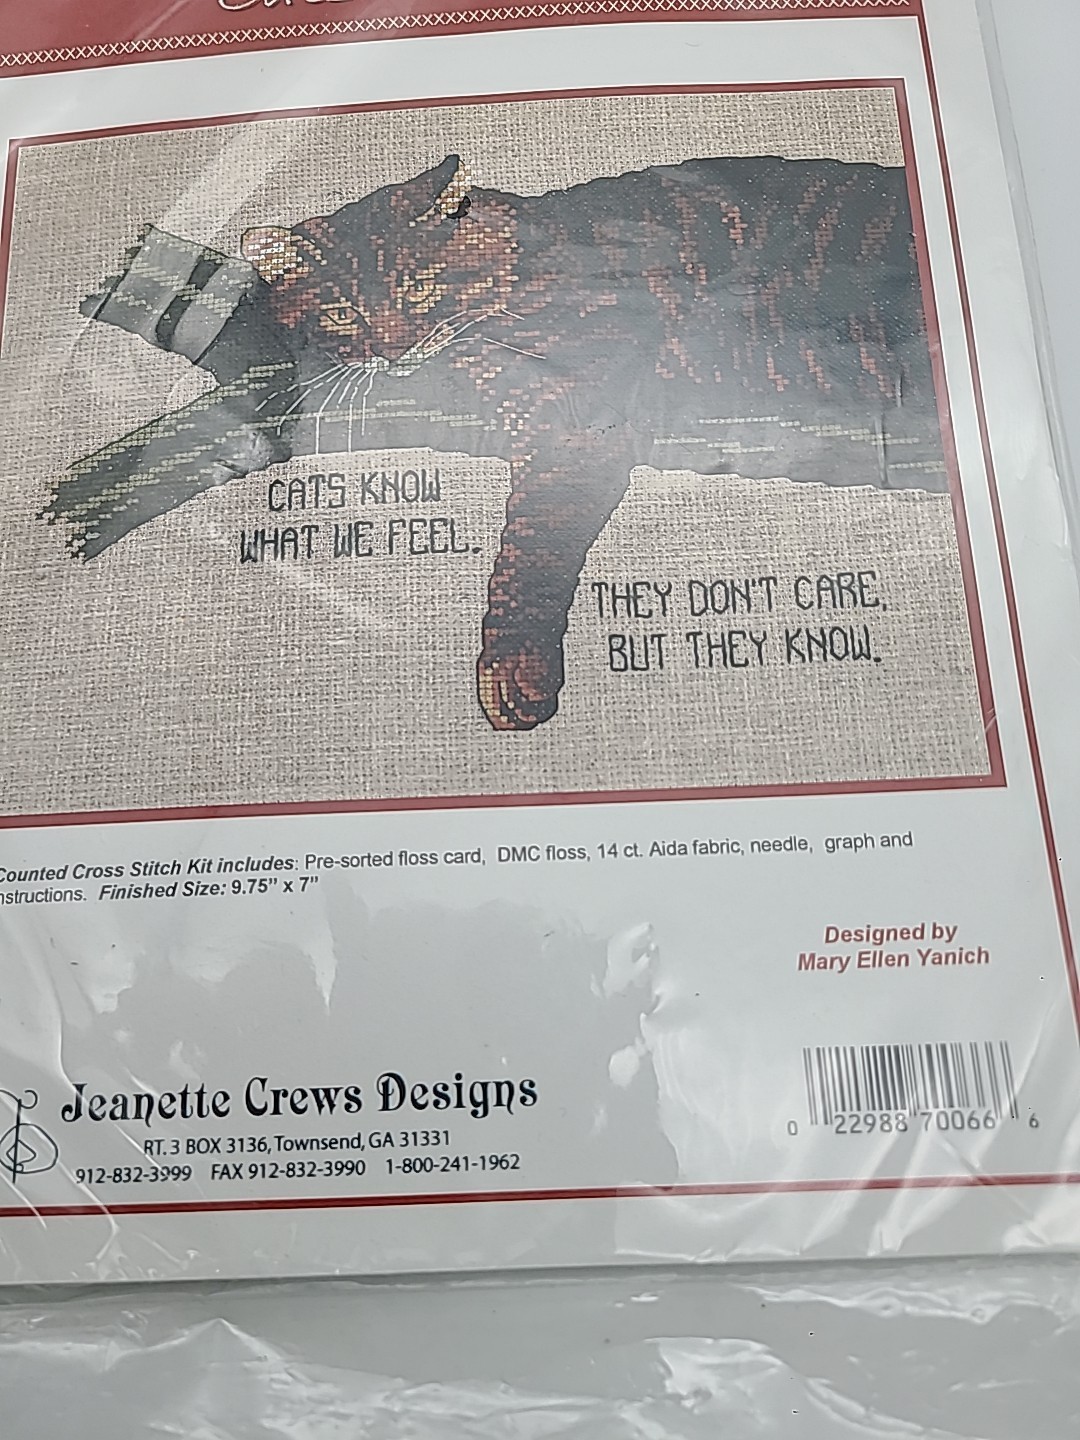 CATS KNOW
WHAT WE FEEL.
THEY DON'T CARE,
BUT THEY KNOW.
Counted Cross Stitch Kit includes: Pre-sorted floss card, DMC floss, 14 ct. Aida fabric, needle, graph and
nstructions. Finished Size: 9.75" x 7"
Designed by
Mary Ellen Yanich
Jeanette Crews Designs
RT. 3 BOX 3136, Townsend, GA 31331
912-832-3999 FAX 912-832-3990 1-800-241-1962
0 22988 70066 6